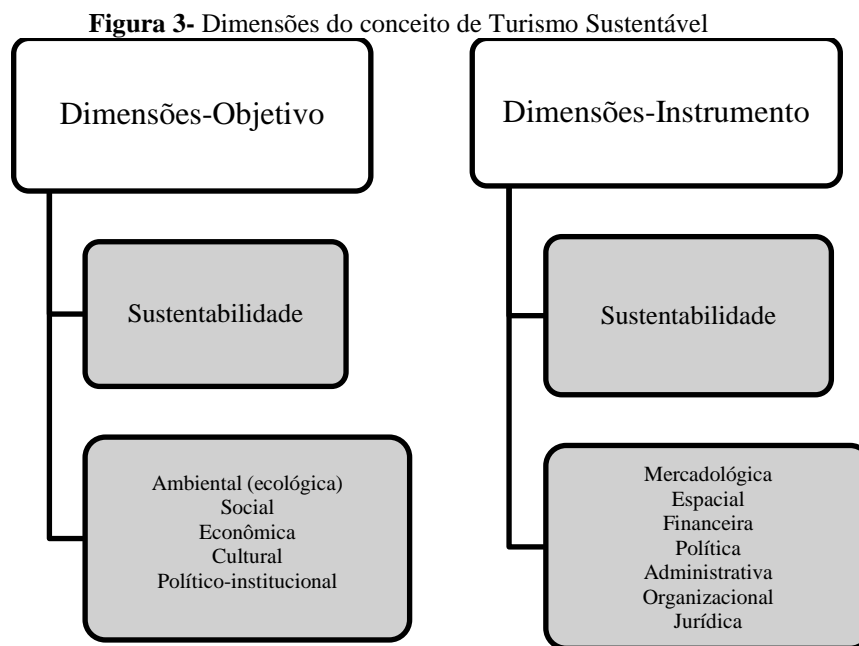 Figura 3- Dimensões do conceito de Turismo Sustentável
Dimensões-Objetivo
Sustentabilidade
Ambiental (ecológica)
Social
Econômica
Cultural
Político-institucional
Dimensões-Instrumento
Sustentabilidade
Mercadológica
Espacial
Financeira
Política
Administrativa
Organizacional
Jurídica